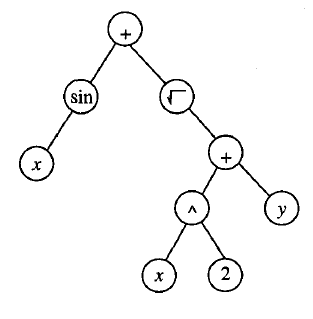 +
sin √
x +
^ y
x 2